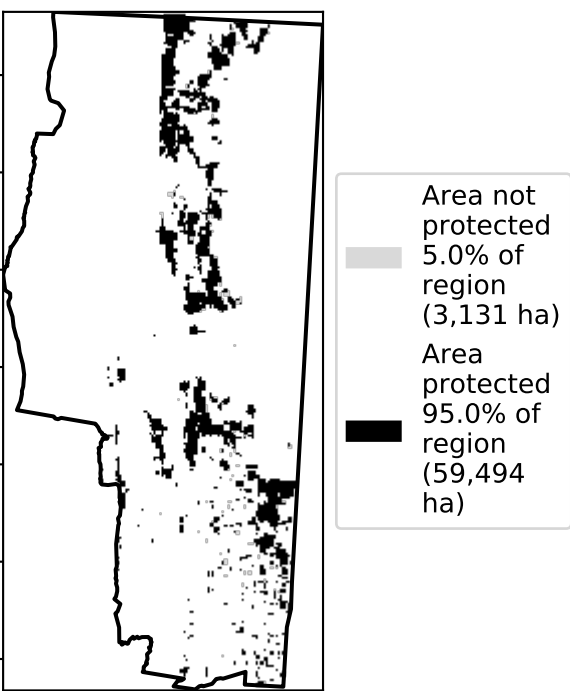 Area not
protected
5.0% of
region
(3,131 ha)
Area
protected
95.0% of
region
(59,494
ha)